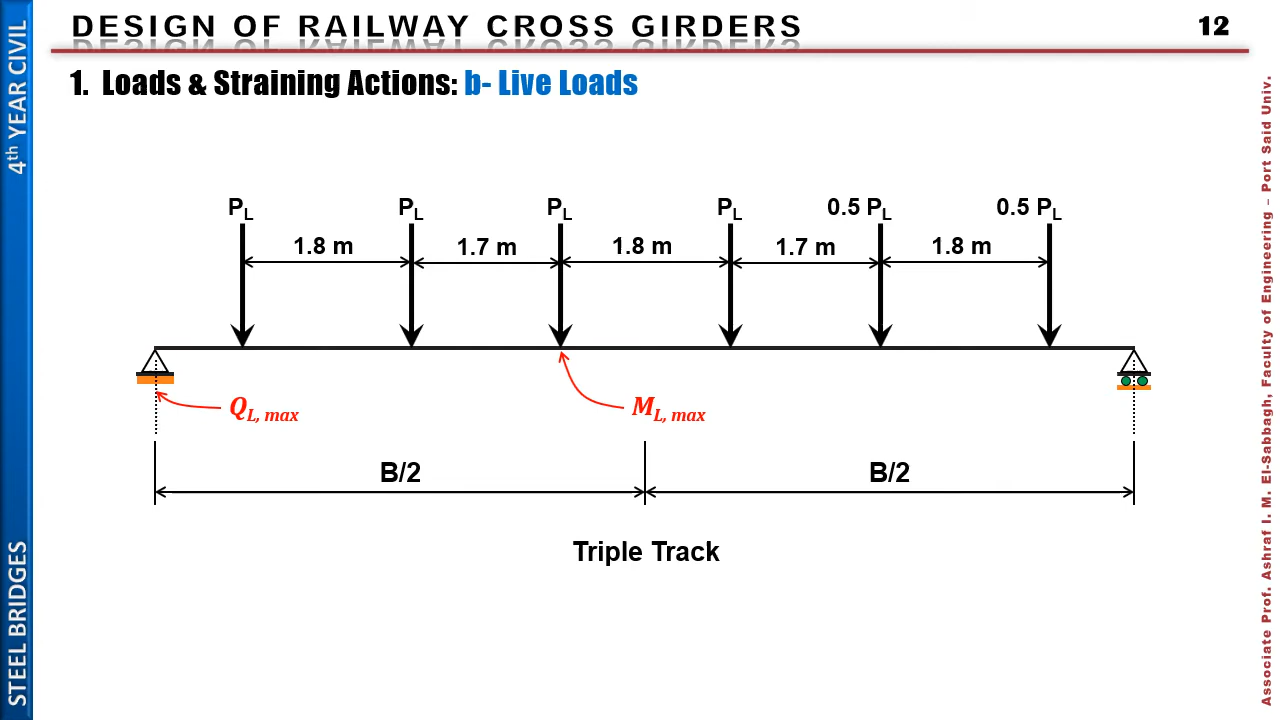 DESIGN OF RAILWAY CROSS GIRDERS
12
1. Loads & Straining Actions: b- Live Loads
4th YEAR CIVIL
STEEL BRIDGES
Associate Prof. Ashraf I. M. El-Sabbagh, Faculty of Engineering – Port Said Univ.
PL PL PL PL 0.5 PL 0.5 PL
1.8 m 1.7 m 1.8 m 1.7 m 1.8 m
QL, max ML, max
B/2 B/2
Triple Track